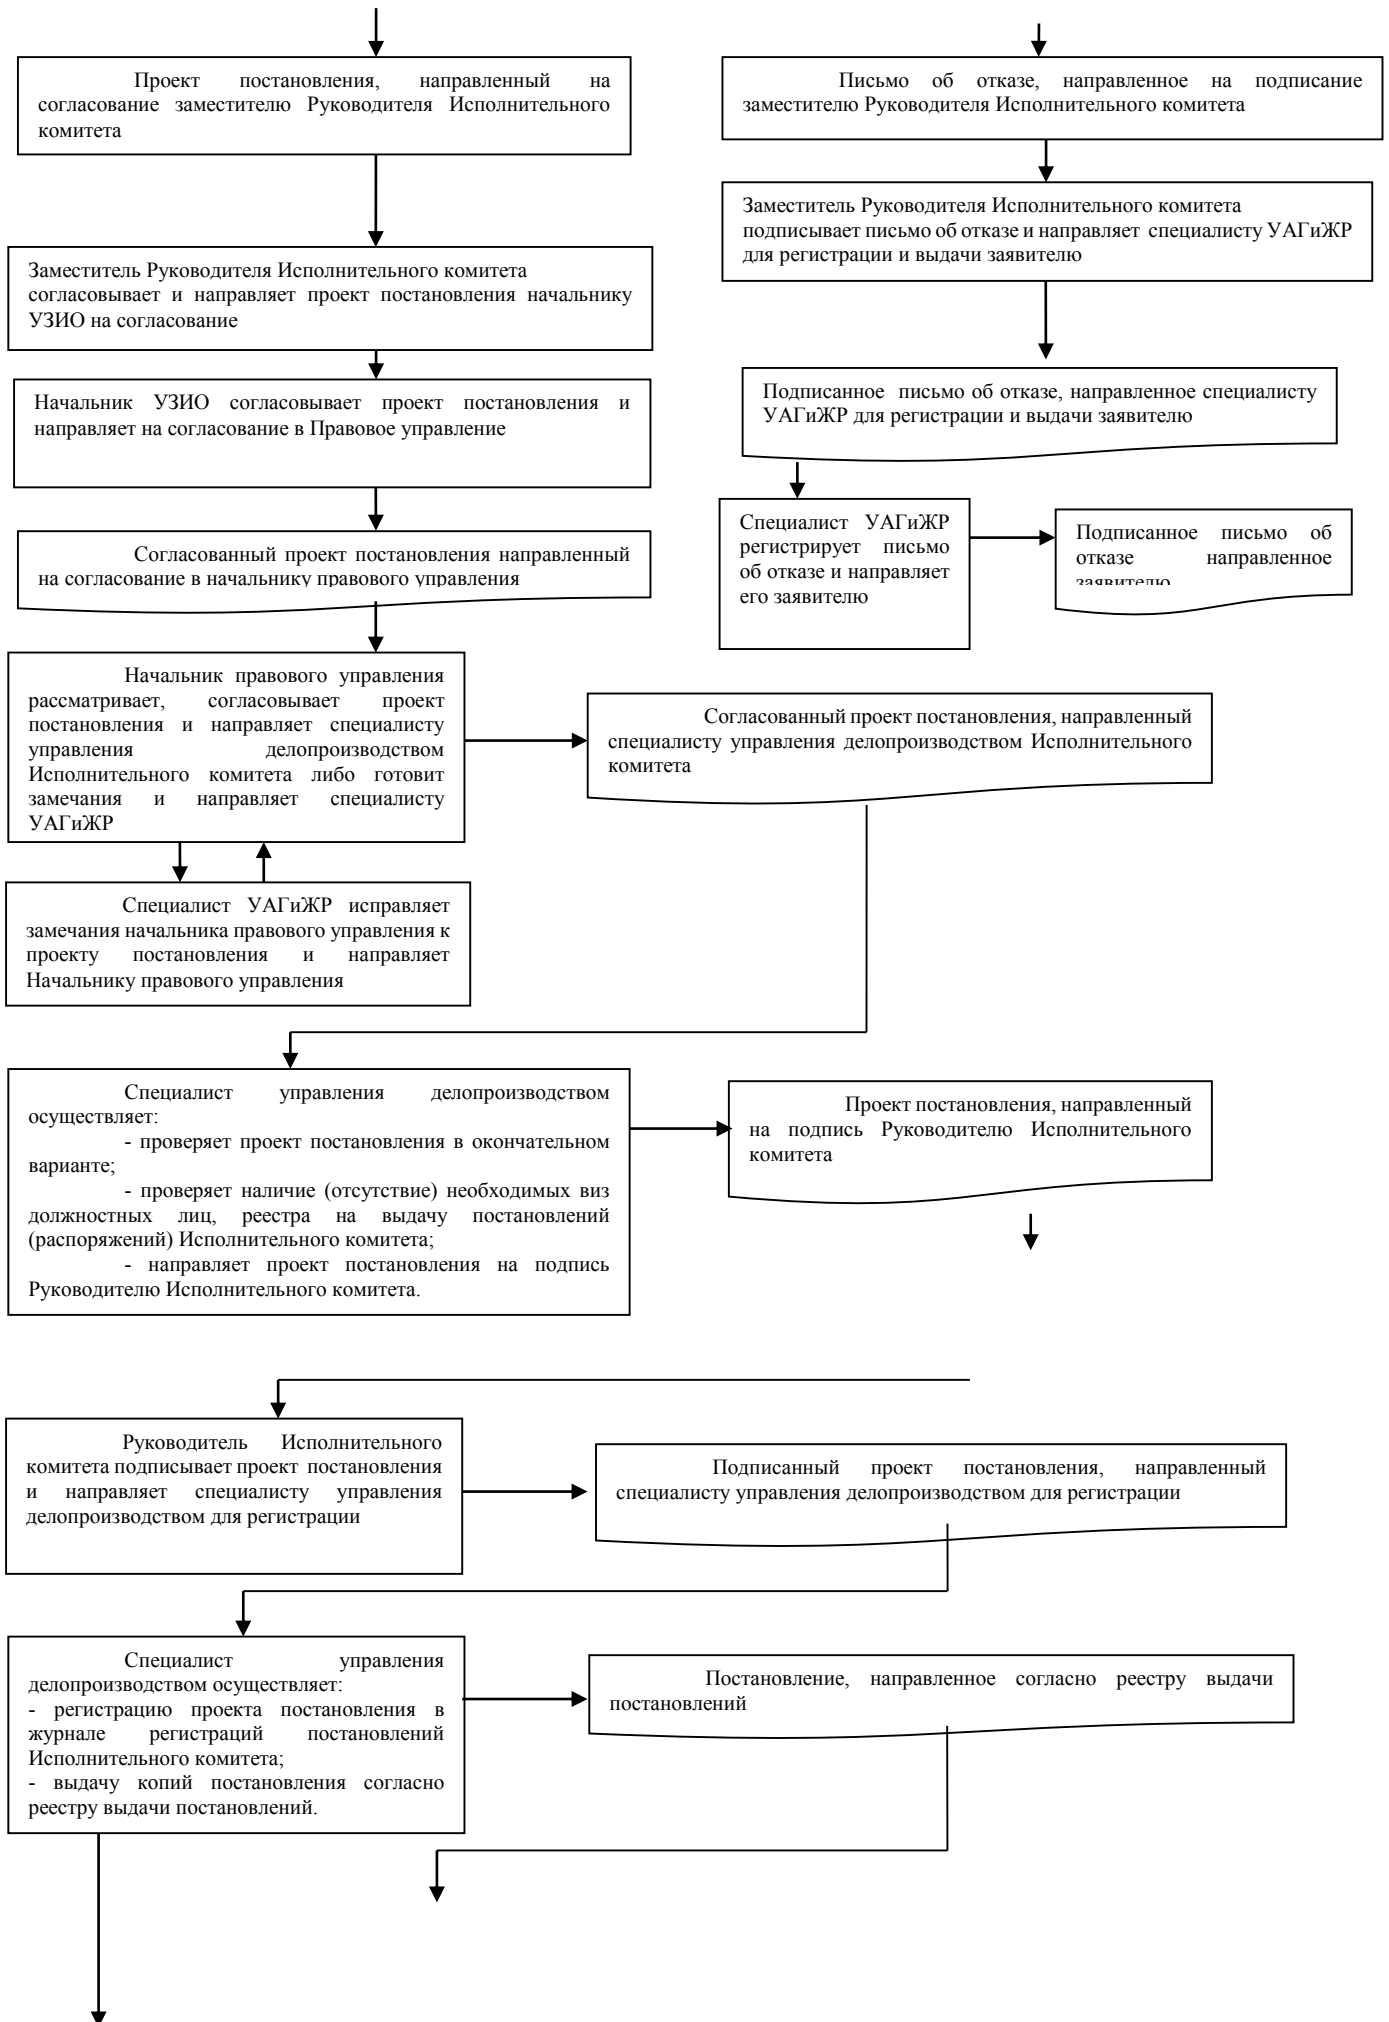 Проект постановления, направленный на
согласование заместителю Руководителя Исполнительного
комитета
Письмо об отказе, направленное на подписание
заместителю Руководителя Исполнительного комитета
Заместитель Руководителя Исполнительного комитета
подписывает письмо об отказе и направляет специалисту УАГиЖР
для регистрации и выдачи заявителю
Заместитель Руководителя Исполнительного комитета
согласовывает и направляет проект постановления начальнику
УЗИО на согласование
Подписанное письмо об отказе, направленное специалисту
УАГиЖР для регистрации и выдачи заявителю
Начальник УЗИО согласовывает проект постановления и
направляет на согласование в Правовое управление
Специалист УАГиЖР
регистрирует письмо
об отказе и направляет
его заявителю
Подписанное письмо об
отказе направленное
заявителю
Согласованный проект постановления направленный
на согласование в начальнику правового управления
Начальник правового управления
рассматривает, согласовывает проект
постановления и направляет специалисту
управления делопроизводством
Исполнительного комитета либо готовит
замечания и направляет специалисту
УАГиЖР
Согласованный проект постановления, направленный
специалисту управления делопроизводством Исполнительного
комитета
Специалист УАГиЖР исправляет
замечания начальника правового управления к
проекту постановления и направляет
Начальнику правового управления
Специалист управления делопроизводством
осуществляет:
- проверяет проект постановления в окончательном
варианте;
- проверяет наличие (отсутствие) необходимых виз
должностных лиц, реестра на выдачу постановлений
(распоряжений) Исполнительного комитета;
- направляет проект постановления на подпись
Руководителю Исполнительного комитета.
Проект постановления, направленный
на подпись Руководителю Исполнительного
комитета
Руководитель Исполнительного
комитета подписывает проект постановления
и направляет специалисту управления
делопроизводством для регистрации
Подписанный проект постановления, направленный
специалисту управления делопроизводством для регистрации
Специалист управления
делопроизводством осуществляет:
- регистрацию проекта постановления в
журнале регистраций постановлений
Исполнительного комитета;
- выдачу копий постановления согласно
реестру выдачи постановлений.
Постановление, направленное согласно реестру выдачи
постановлений